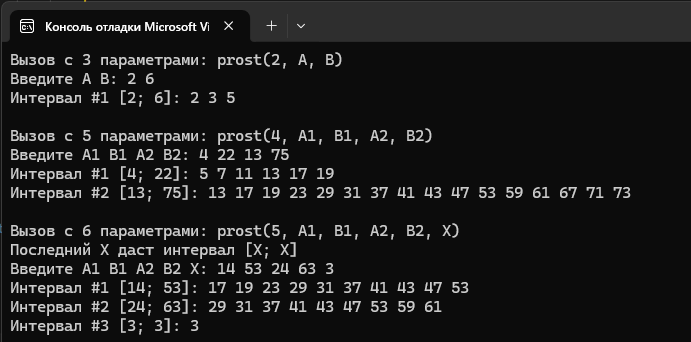 Консоль отладки Microsoft Vi
Вызов с 3 параметрами: prost(2, A, B)
Введите A B: 2 6
Интервал #1 [2; 6]: 2 3 5
Вызов с 5 параметрами: prost(4, A1, B1, A2, B2)
Введите A1 B1 A2 B2: 4 22 13 75
Интервал #1 [4; 22]: 5 7 11 13 17 19
Интервал #2 [13; 75]: 13 17 19 23 29 31 37 41 43 47 53 59 61 67 71 73
Вызов с 6 параметрами: prost(5, A1, B1, A2, B2, X)
Последний X даст интервал [X; X]
Введите A1 B1 A2 B2 X: 14 53 24 63 3
Интервал #1 [14; 53]: 17 19 23 29 31 37 41 43 47 53
Интервал #2 [24; 63]: 29 31 37 41 43 47 53 59 61
Интервал #3 [3; 3]: 3